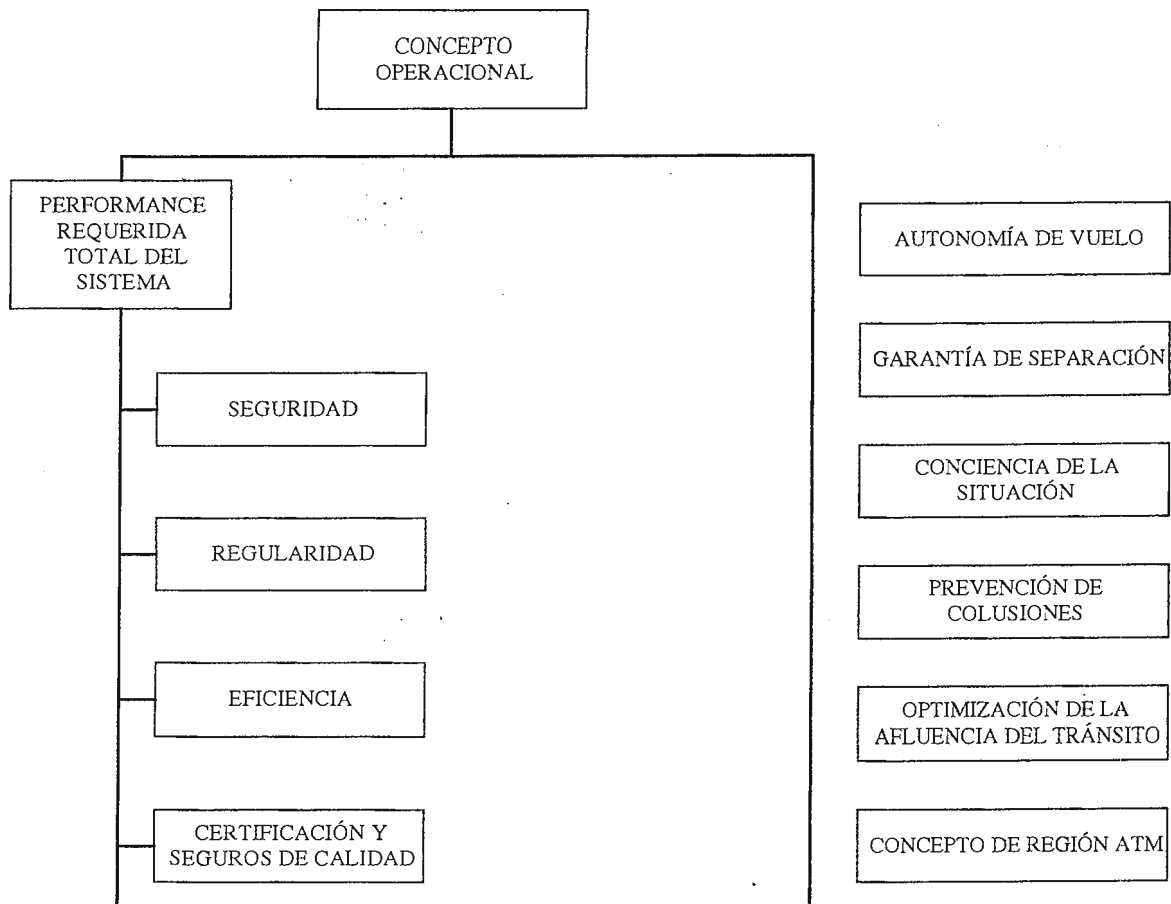 CONCEPTO
OPERACIONAL
PERFORMANCE
REQUERIDA
TOTAL DEL
SISTEMA
SEGURIDAD
REGULARIDAD
EFICIENCIA
CERTIFICACIÓN Y
SEGUROS DE CALIDAD
AUTONOMÍA DE VUELO
GARANTÍA DE SEPARACIÓN
CONCIENCIA DE LA
SITUACIÓN
PREVENCIÓN DE
COLUSIONES
OPTIMIZACIÓN DE LA
AFLUENCIA DEL TRÁNSITO
CONCEPTO DE REGIÓN ATM